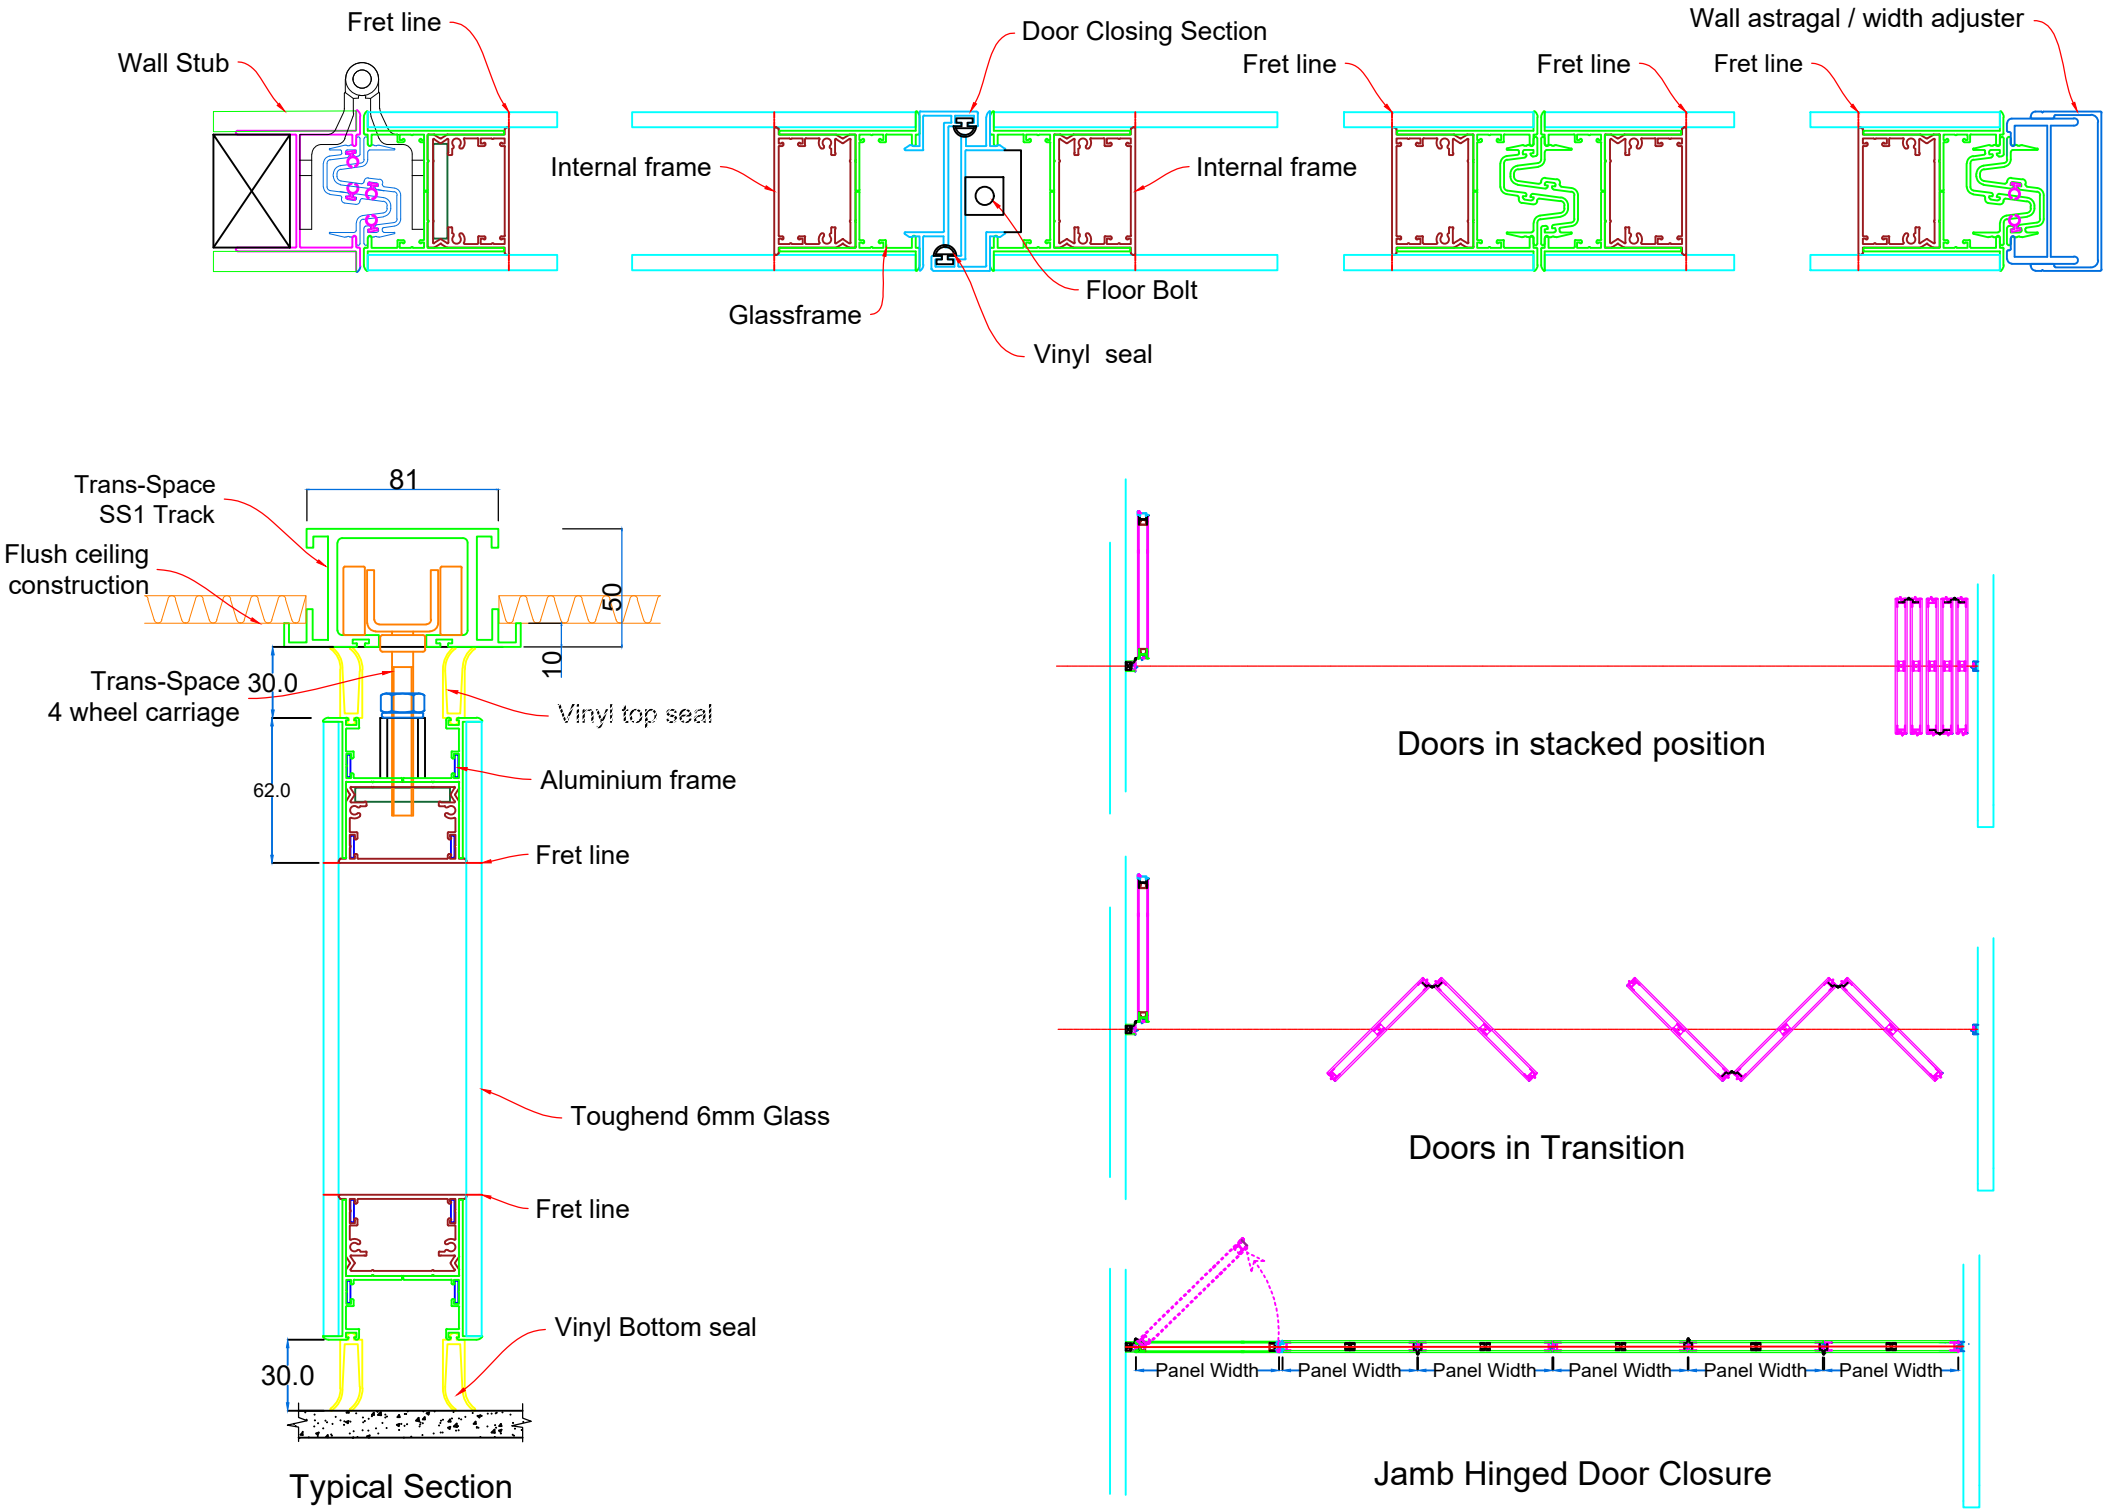 Fret line
Door Closing Section
Wall astragal / width adjuster
Wall Stub
Fret line
Fret line
Fret line
Internal frame
Internal frame
Floor Bolt
Glassframe
Vinyl seal
81
Trans-Space
SS1 Track
Flush ceiling
construction
50
10
Trans-Space
4 wheel carriage
30.0
Vinyl top seal
62.0
Aluminium frame
Fret line
Toughend 6mm Glass
Fret line
Vinyl Bottom seal
30.0
Typical Section
Doors in stacked position
Doors in Transition
Panel Width
Panel Width
Panel Width
Panel Width
Panel Width
Panel Width
Jamb Hinged Door Closure